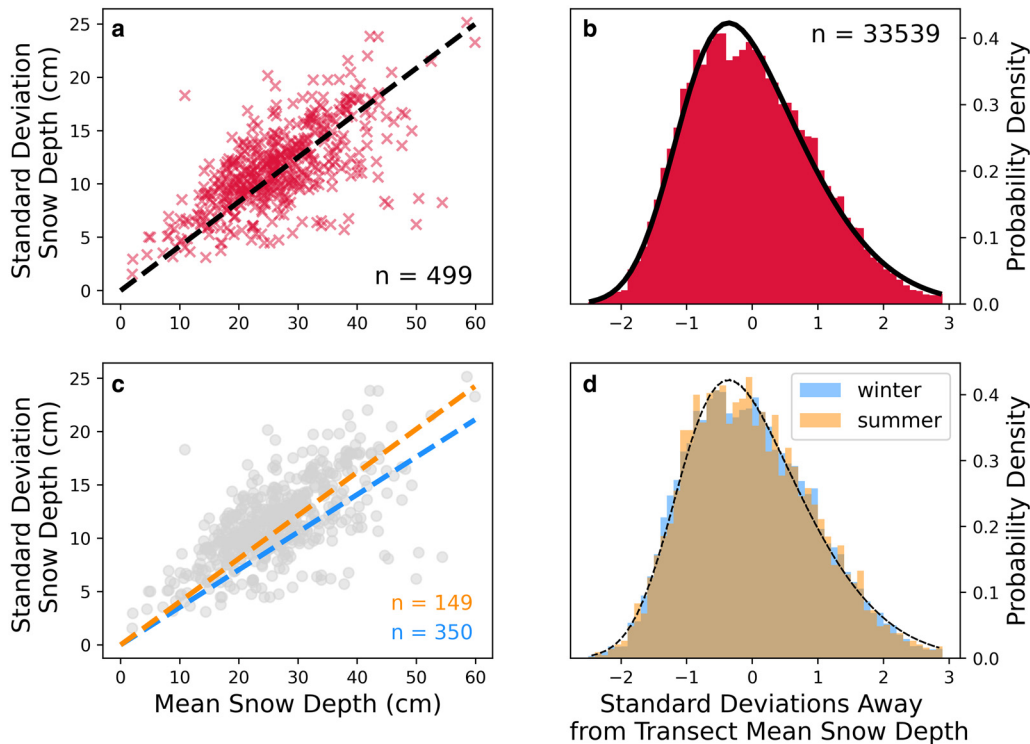 a
Standard Deviation
Snow Depth (cm)
25
20
15
10
5
0
n = 499
0 10 20 30 40 50 60
b
n = 33539
0.4
0.3
0.2
0.1
0.0
Probability Density
−2 −1 0 1 2 3
c
Standard Deviation
Snow Depth (cm)
25
20
15
10
5
0
n = 149
n = 350
0 10 20 30 40 50 60
Mean Snow Depth (cm)
d
winter
summer
0.4
0.3
0.2
0.1
0.0
Probability Density
−2 −1 0 1 2 3
Standard Deviations Away
from Transect Mean Snow Depth